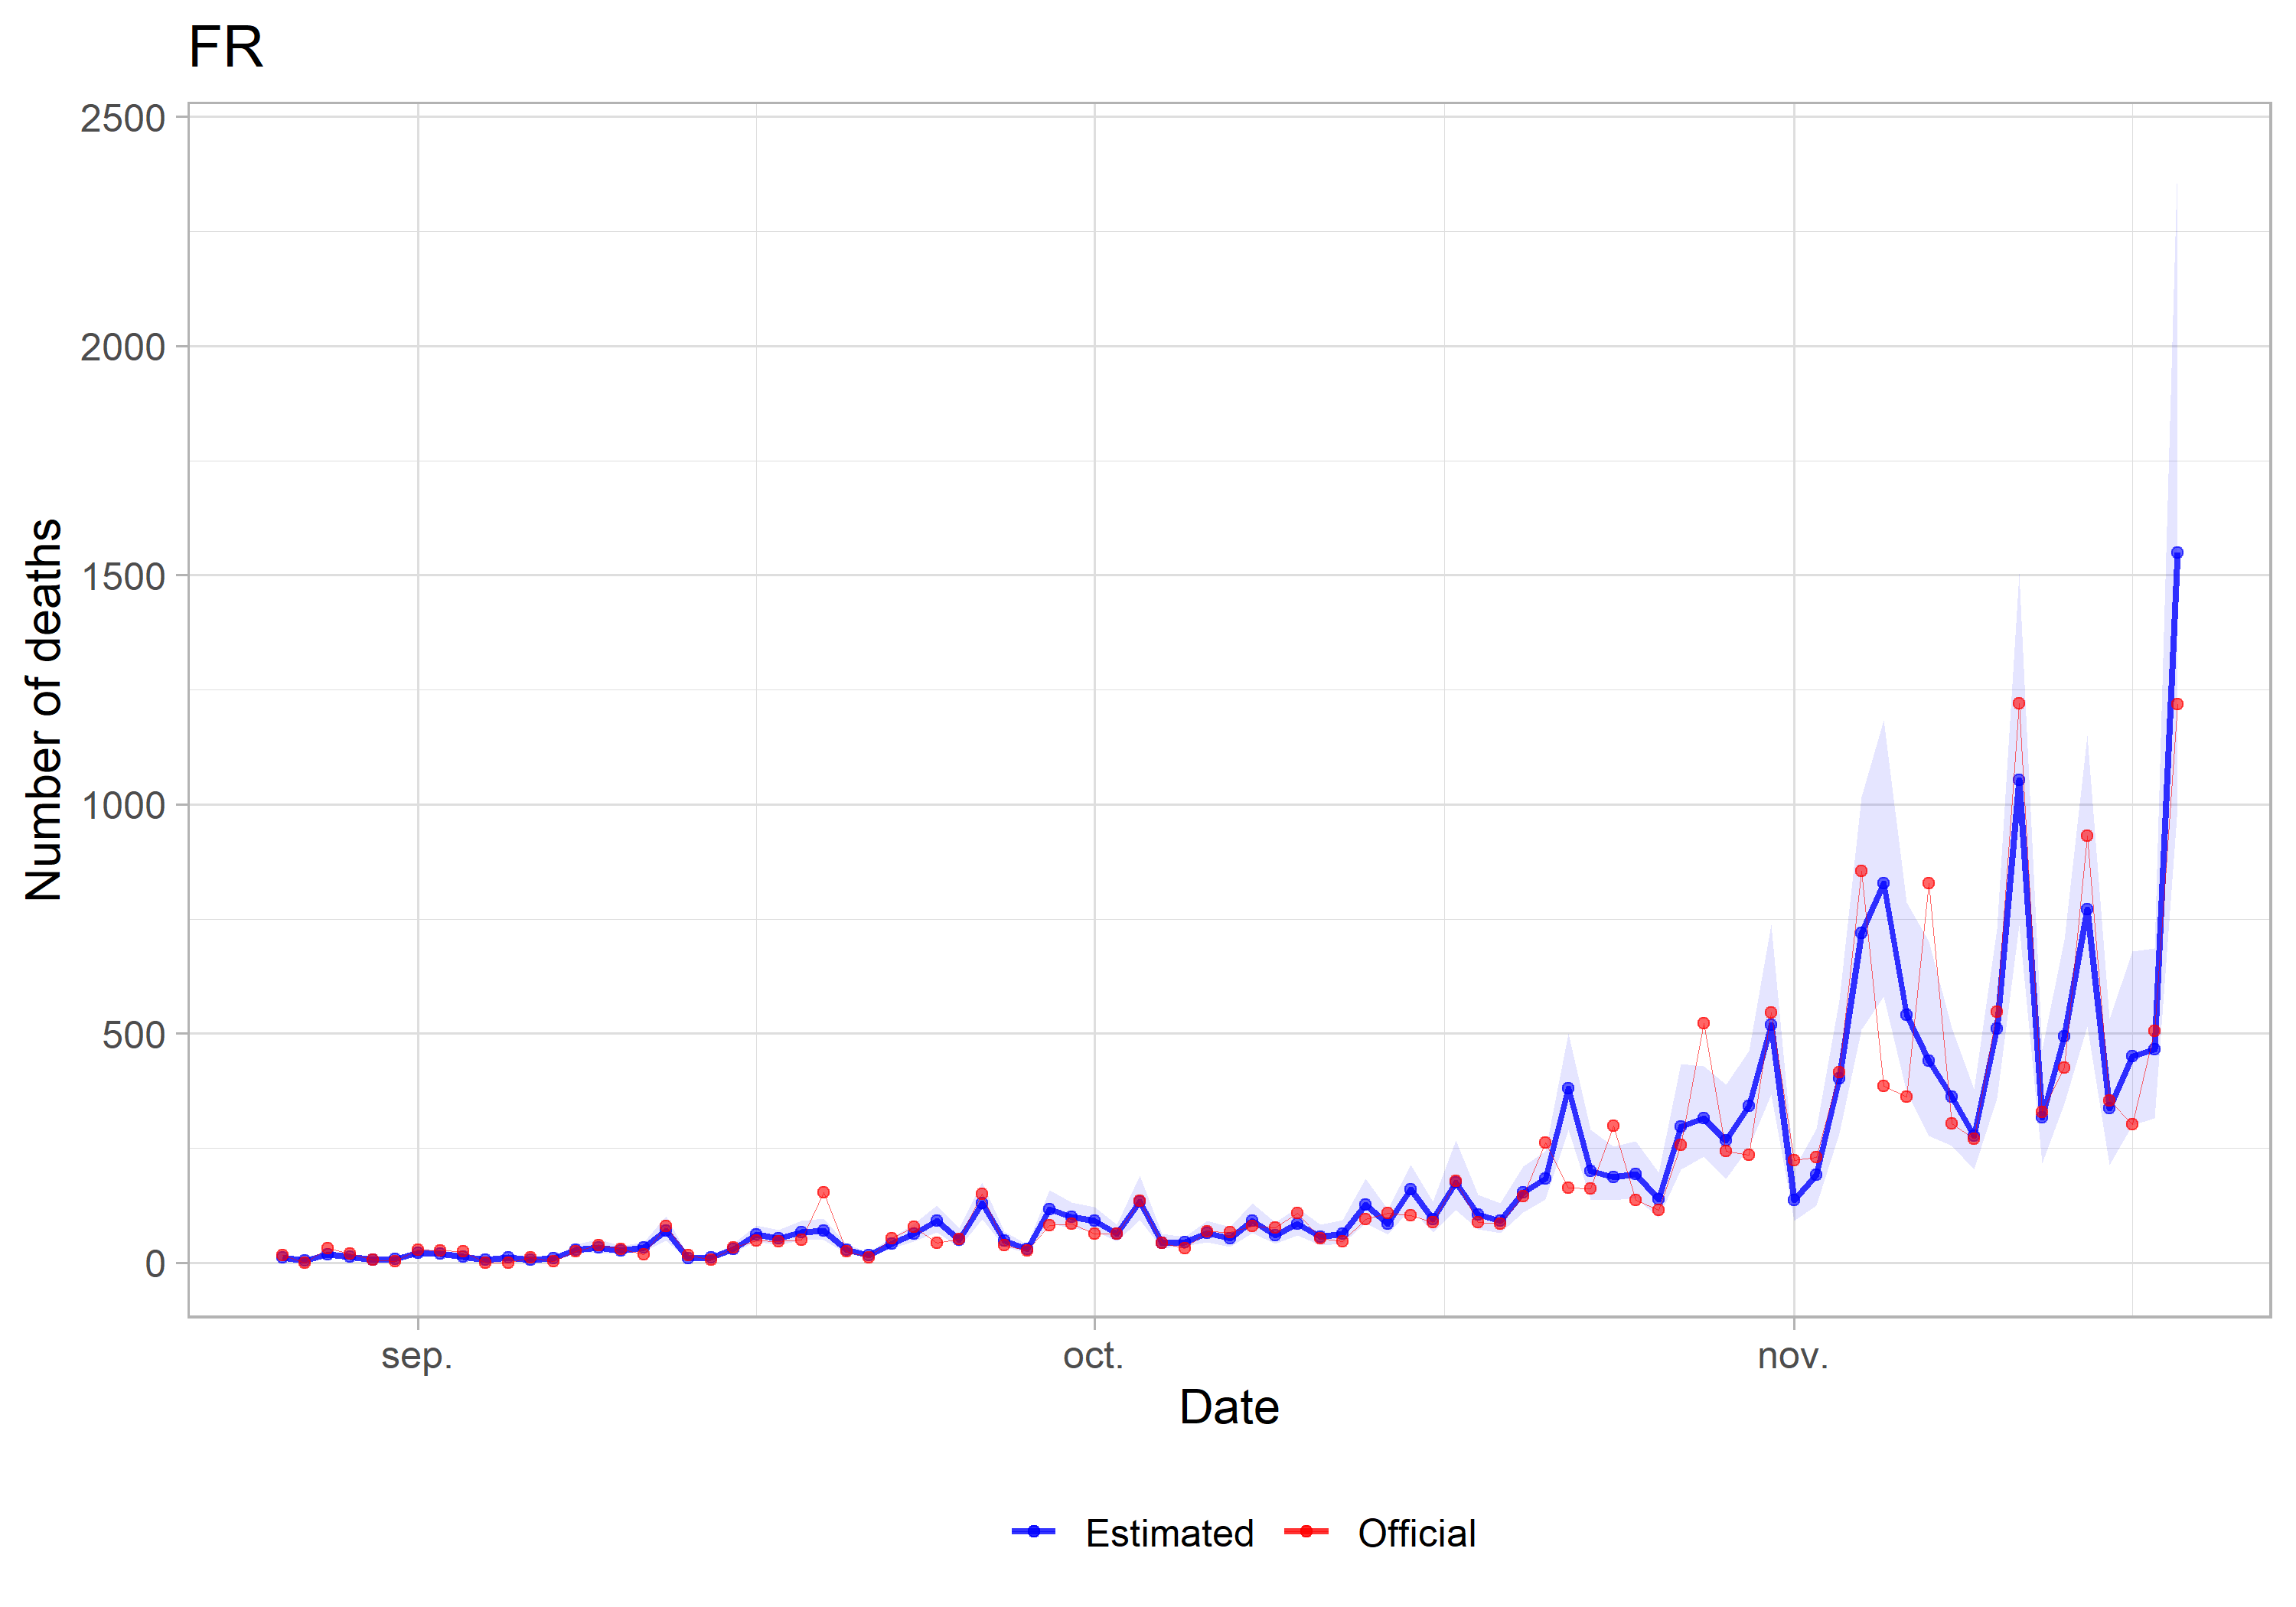 FR
2500
2000
1500
1000
500
0
Number of deaths
sep. oct. nov.
Date
Estimated Official